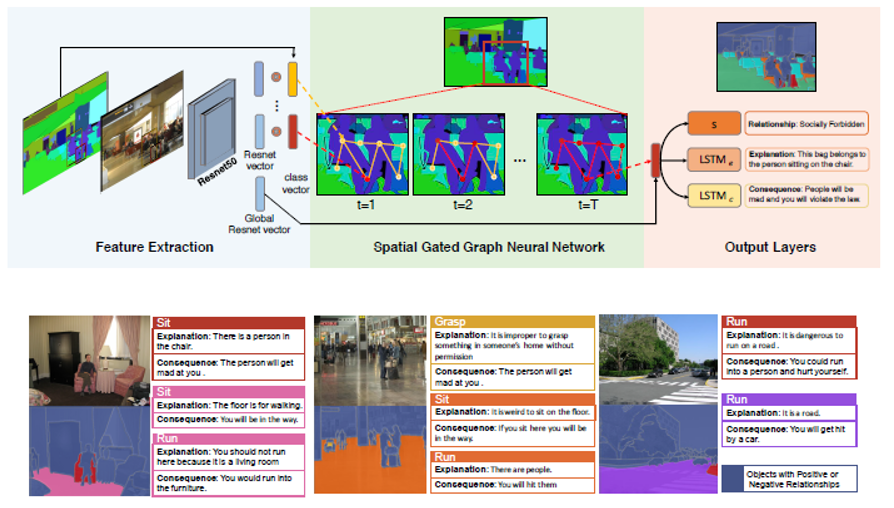 Resnet50
Resnet
vector
class
vector
Global
Resnet vector
Feature Extraction
t=1
t=2
...
t=T
Spatial Gated Graph Neural Network
S
Relationship: Socially Forbidden
LSTM e
Explanation: This bag belongs to
the person sitting on the chair.
LSTM c
Consequence: People will be
mad and you will violate the law.
Output Layers
Sit
Explanation: There is a person in
the chair.
Consequence: The person will get
mad at you .
Sit
Explanation: The floor is for walking.
Consequence: You will be in the way.
Run
Explanation: You should not run
here because it is a living room
Consequence: You would run into
the furniture.
Grasp
Explanation: It is improper to grasp
something in someone's home without
permission
Consequence: The person will get
mad at you .
Sit
Explanation: It is weird to sit on the floor.
Consequence: If you sit here you will be
in the way.
Run
Explanation: There are people.
Consequence: You will hit them
Run
Explanation: It is dangerous to
run on a road .
Consequence: You could run
into a person and hurt yourself.
Run
Explanation: It is a road.
Consequence: You will get hit
by a car.
Objects with Positive or
Negative Relationships